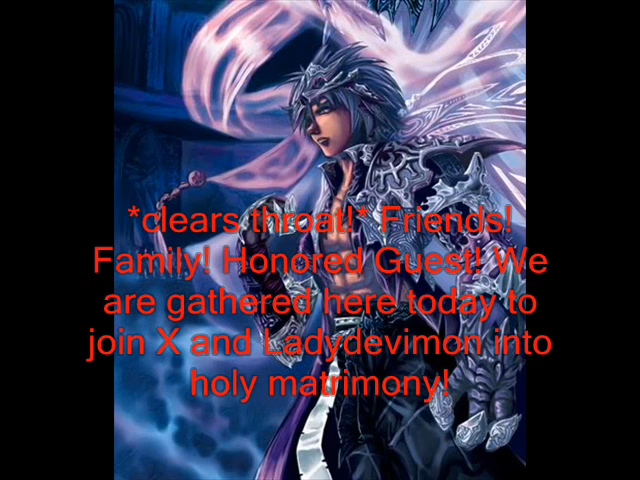 *clears throat!* Friends!
Family! Honored Guest! We
are gathered here today to
join X and Ladydevimon into
holy matrimony!